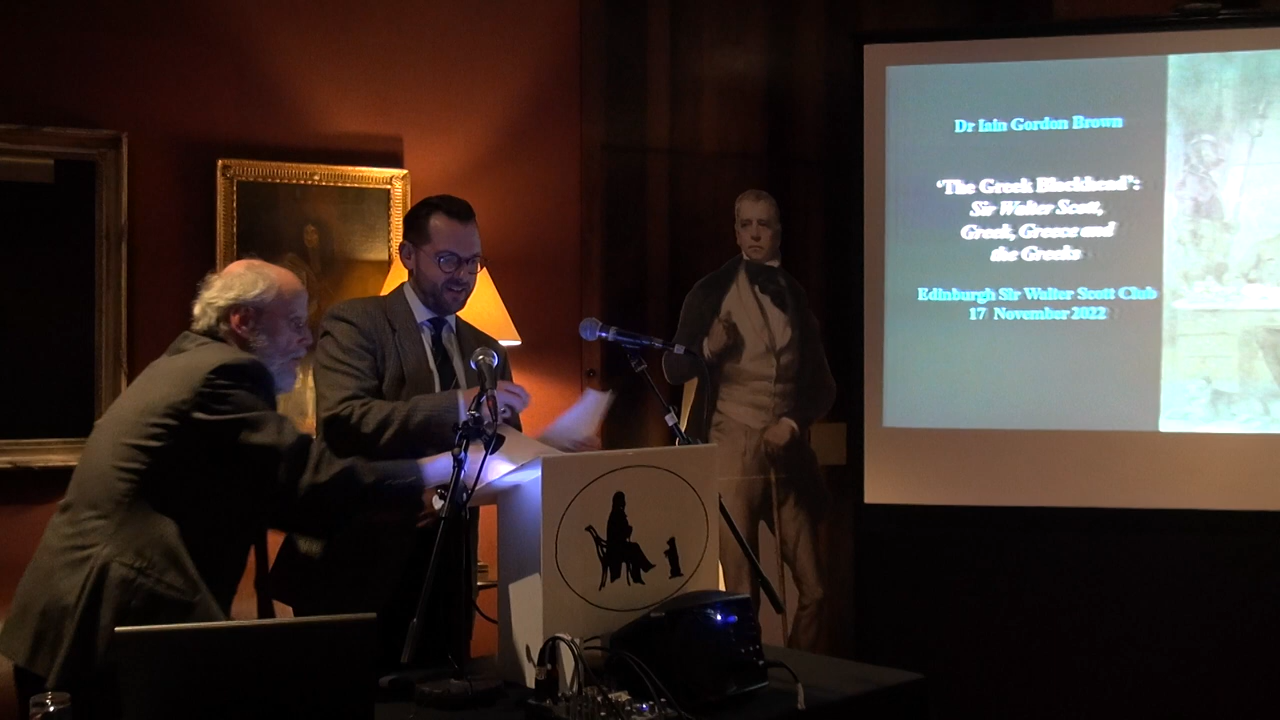 Dr Iain Gordon Brown
‘The Greek Blockhead’:
Sir Walter Scott,
Greek, Greece and
the Greeks
Edinburgh Sir Walter Scott Club
17 November 2022